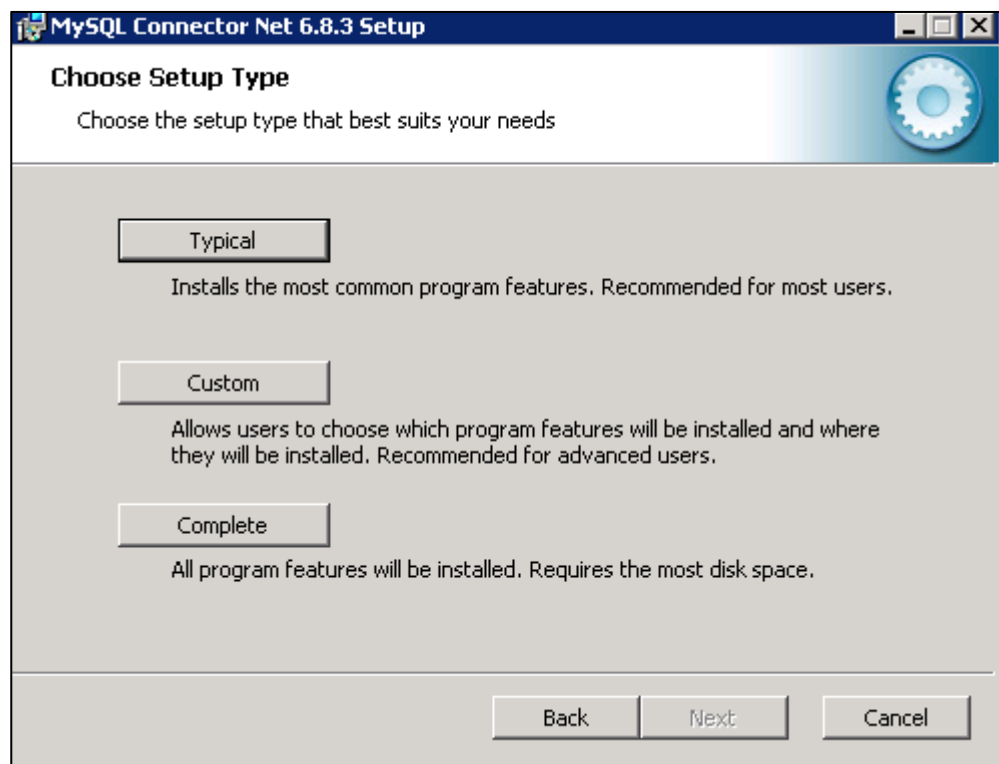 MySQL Connector Net 6.8.3 Setup
Choose Setup Type
Choose the setup type that best suits your needs
Typical
Installs the most common program features. Recommended for most users.
Custom
Allows users to choose which program features will be installed and where
they will be installed. Recommended for advanced users.
Complete
All program features will be installed. Requires the most disk space.
Back
Next
Cancel